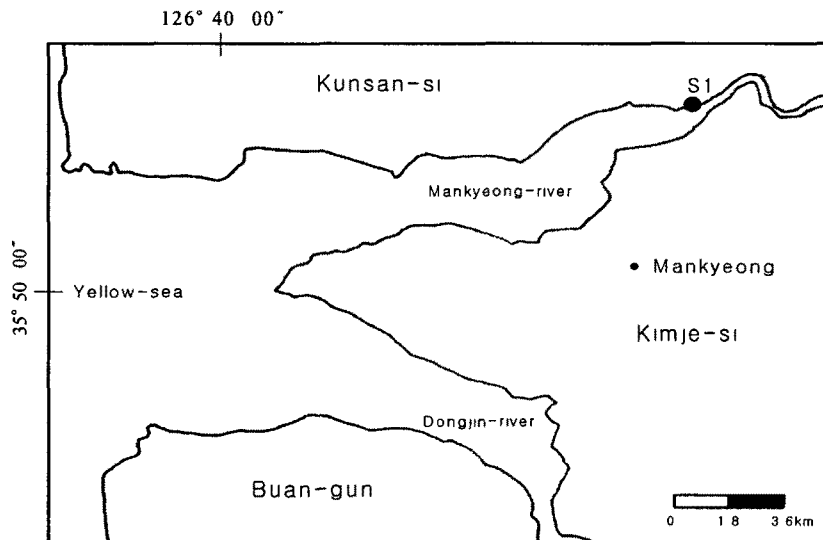 126° 40 00˝
S1
Kunsan-si
Mankyeong-river
Mankyeong
35° 50 00˝
Yellow-sea
Kimje-si
Dongjin-river
Buan-gun
0 1 8 3 6km